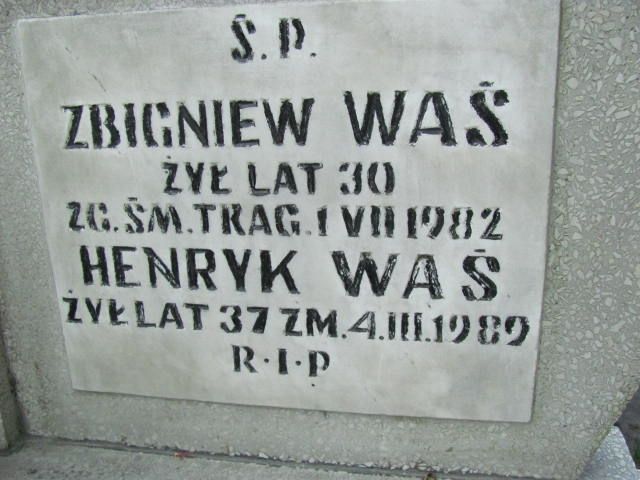 Ś.P.
ZBIGNIEW WAŚ
ŻYŁ LAT 30
ZG. ŚM. TRAG. 1 VII 1982
HENRYK WAŚ
ŻYŁ LAT 37 ZM. 4.III.1989
R·I·P